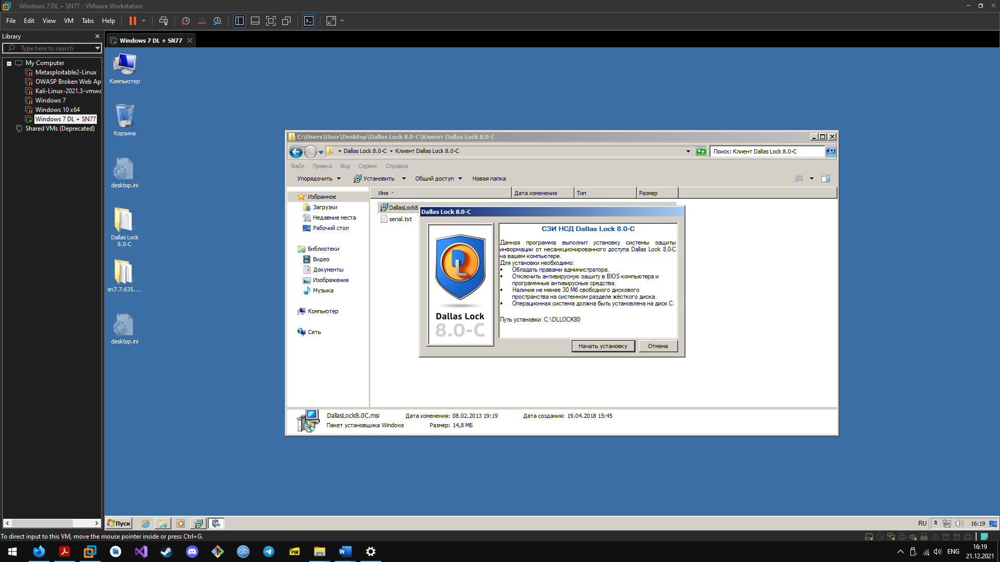 Windows 7 DL + SN77 - VMware Workstation
File Edit View VM Tabs Help
Library
Type here to search
My Computer
Metasploitable2-Linux
OWASP Broken Web Ap
Kali-Linux-2021.3-vmwa
Windows 7
Windows 10 x64
Windows 7 DL + SN77
Shared VMs (Deprecated)
Windows 7 DL + SN77
Компьютер
Корзина
desktop.ini
Dallas Lock
8.0-C
sn7.7.635....
desktop.ini
C:\Users\User\Desktop\Dallas Lock 8.0-C\Клиент Dallas Lock 8.0-C
Dallas Lock 8.0-C Клиент Dallas Lock 8.0-C
Поиск: Клиент Dallas Lock 8.0-C
Файл Правка Вид Сервис Справка
Упорядочить Установить Общий доступ Новая папка
Избранное
Загрузки
Недавние места
Рабочий стол
Библиотеки
Видео
Документы
Изображения
Музыка
Компьютер
Сеть
Имя Дата изменения Тип Размер
DallasLock8
serial.txt
Dallas Lock 8.0-C
Dallas Lock
8.0-C
СЗИ НСД Dallas Lock 8.0-C
Данная программа выполнит установку системы защиты
информации от несанкционированного доступа Dallas Lock 8.0-C
на вашем компьютере.
Для установки необходимо:
• Обладать правами администратора.
• Отключить антивирусную защиту в BIOS компьютера и
программные антивирусные средства.
• Наличие не менее 30 Мб свободного дискового
пространства на системном разделе жёсткого диска.
• Операционная система должна быть установлена на диск C.
Путь установки: C:\DLLOCK80
Начать установку Отмена
DallasLock8.0C.msi Дата изменения: 08.02.2013 19:19 Дата создания: 19.04.2018 15:45
Пакет установщика Windows Размер: 14,8 МБ
Пуск
RU 16:19
To direct input to this VM, move the mouse pointer inside or press Ctrl+G.
qb
PDF
W
ENG
16:19
21.12.2021